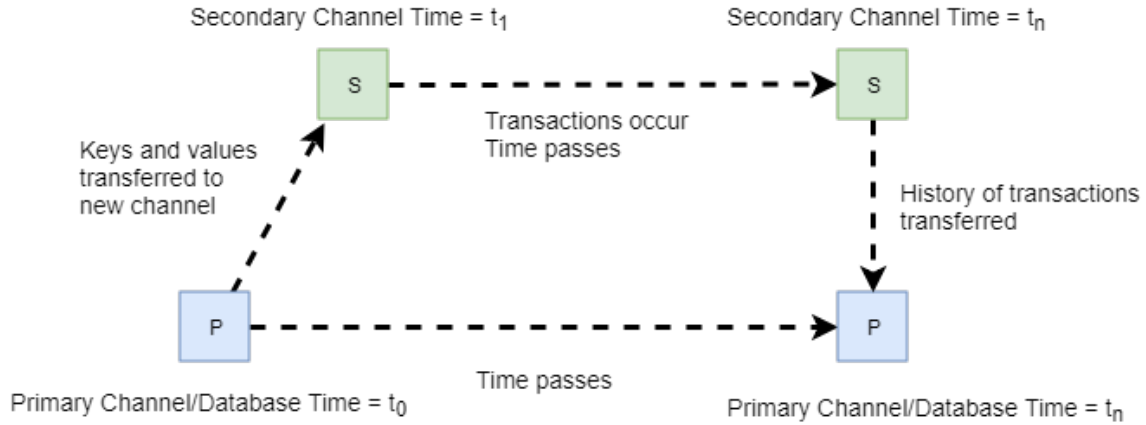 Secondary Channel Time = t₁
Secondary Channel Time = tₙ
S
S
Transactions occur
Time passes
Keys and values
transferred to
new channel
History of transactions
transferred
P
P
Time passes
Primary Channel/Database Time = t₀
Primary Channel/Database Time = tₙ